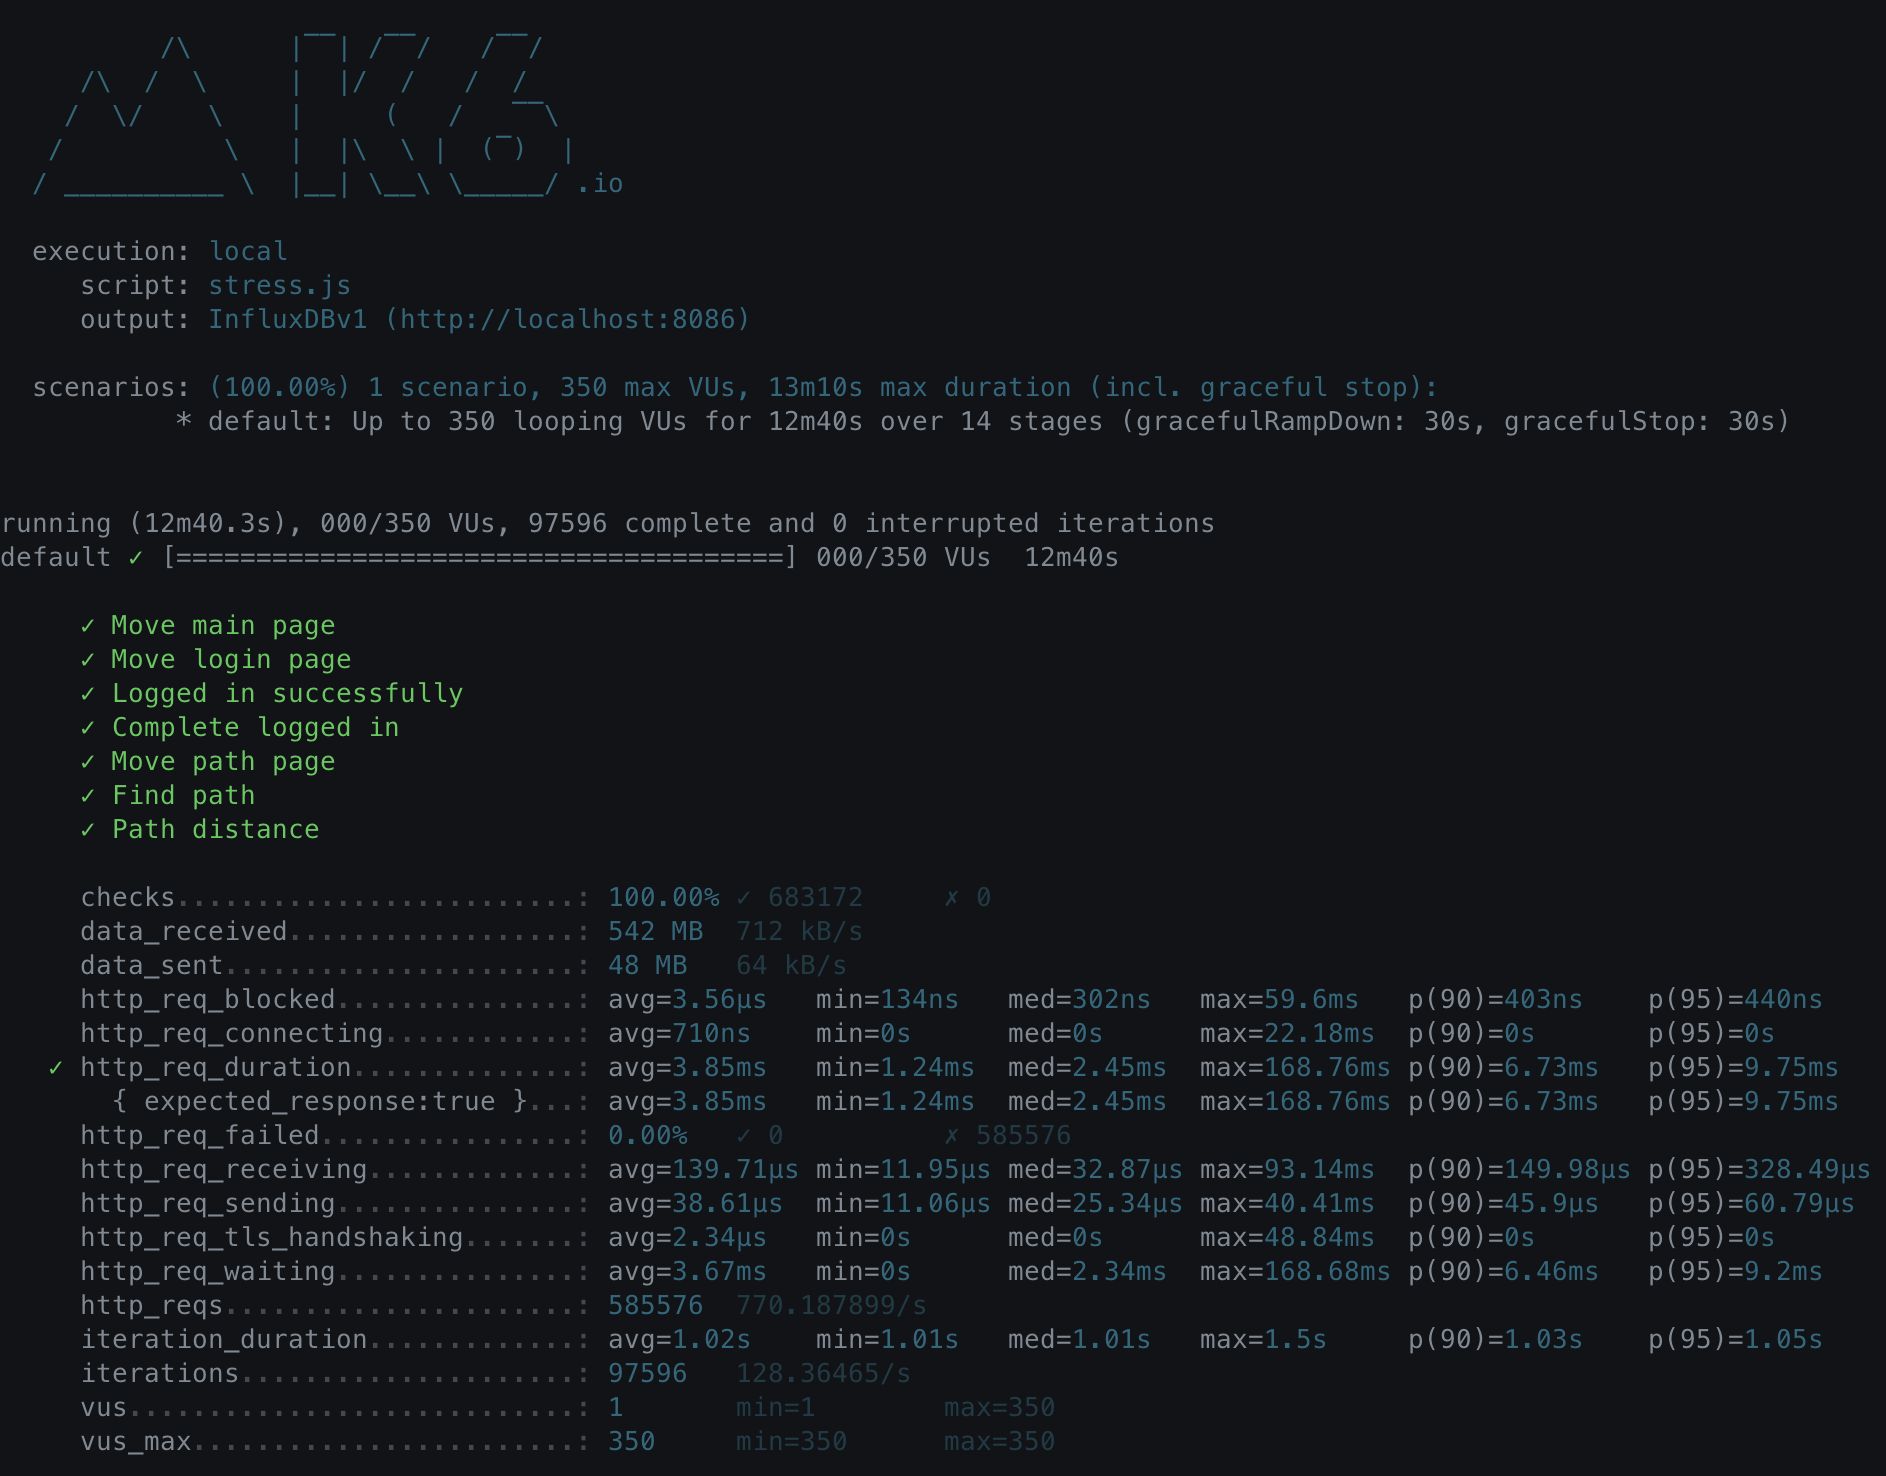 /\      |‾‾| /‾‾/   /‾‾/
     /\  /  \     |  |/  /   /  /
    /  \/    \    |     (   /   ‾‾\
   /          \   |  |\  \ |  (‾)  |
  / __________ \  |__| \__\ \_____/ .io

  execution: local
     script: stress.js
     output: InfluxDBv1 (http://localhost:8086)

  scenarios: (100.00%) 1 scenario, 350 max VUs, 13m10s max duration (incl. graceful stop):
           * default: Up to 350 looping VUs for 12m40s over 14 stages (gracefulRampDown: 30s, gracefulStop: 30s)

running (12m40.3s), 000/350 VUs, 97596 complete and 0 interrupted iterations
default ✓ [======================================] 000/350 VUs  12m40s

     ✓ Move main page
     ✓ Move login page
     ✓ Logged in successfully
     ✓ Complete logged in
     ✓ Move path page
     ✓ Find path
     ✓ Path distance

     checks.........................: 100.00% ✓ 683172     ✗ 0
     data_received..................: 542 MB  712 kB/s
     data_sent......................: 48 MB   64 kB/s
     http_req_blocked...............: avg=3.56µs   min=134ns   med=302ns   max=59.6ms   p(90)=403ns    p(95)=440ns
     http_req_connecting............: avg=710ns    min=0s      med=0s      max=22.18ms  p(90)=0s       p(95)=0s
   ✓ http_req_duration..............: avg=3.85ms   min=1.24ms  med=2.45ms  max=168.76ms p(90)=6.73ms   p(95)=9.75ms
       { expected_response:true }...: avg=3.85ms   min=1.24ms  med=2.45ms  max=168.76ms p(90)=6.73ms   p(95)=9.75ms
     http_req_failed................: 0.00%   ✓ 0          ✗ 585576
     http_req_receiving.............: avg=139.71µs min=11.95µs med=32.87µs max=93.14ms  p(90)=149.98µs p(95)=328.49µs
     http_req_sending...............: avg=38.61µs  min=11.06µs med=25.34µs max=40.41ms  p(90)=45.9µs   p(95)=60.79µs
     http_req_tls_handshaking.......: avg=2.34µs   min=0s      med=0s      max=48.84ms  p(90)=0s       p(95)=0s
     http_req_waiting...............: avg=3.67ms   min=0s      med=2.34ms  max=168.68ms p(90)=6.46ms   p(95)=9.2ms
     http_reqs......................: 585576  770.187899/s
     iteration_duration.............: avg=1.02s    min=1.01s   med=1.01s   max=1.5s     p(90)=1.03s    p(95)=1.05s
     iterations.....................: 97596   128.36465/s
     vus............................: 1       min=1        max=350
     vus_max........................: 350     min=350      max=350